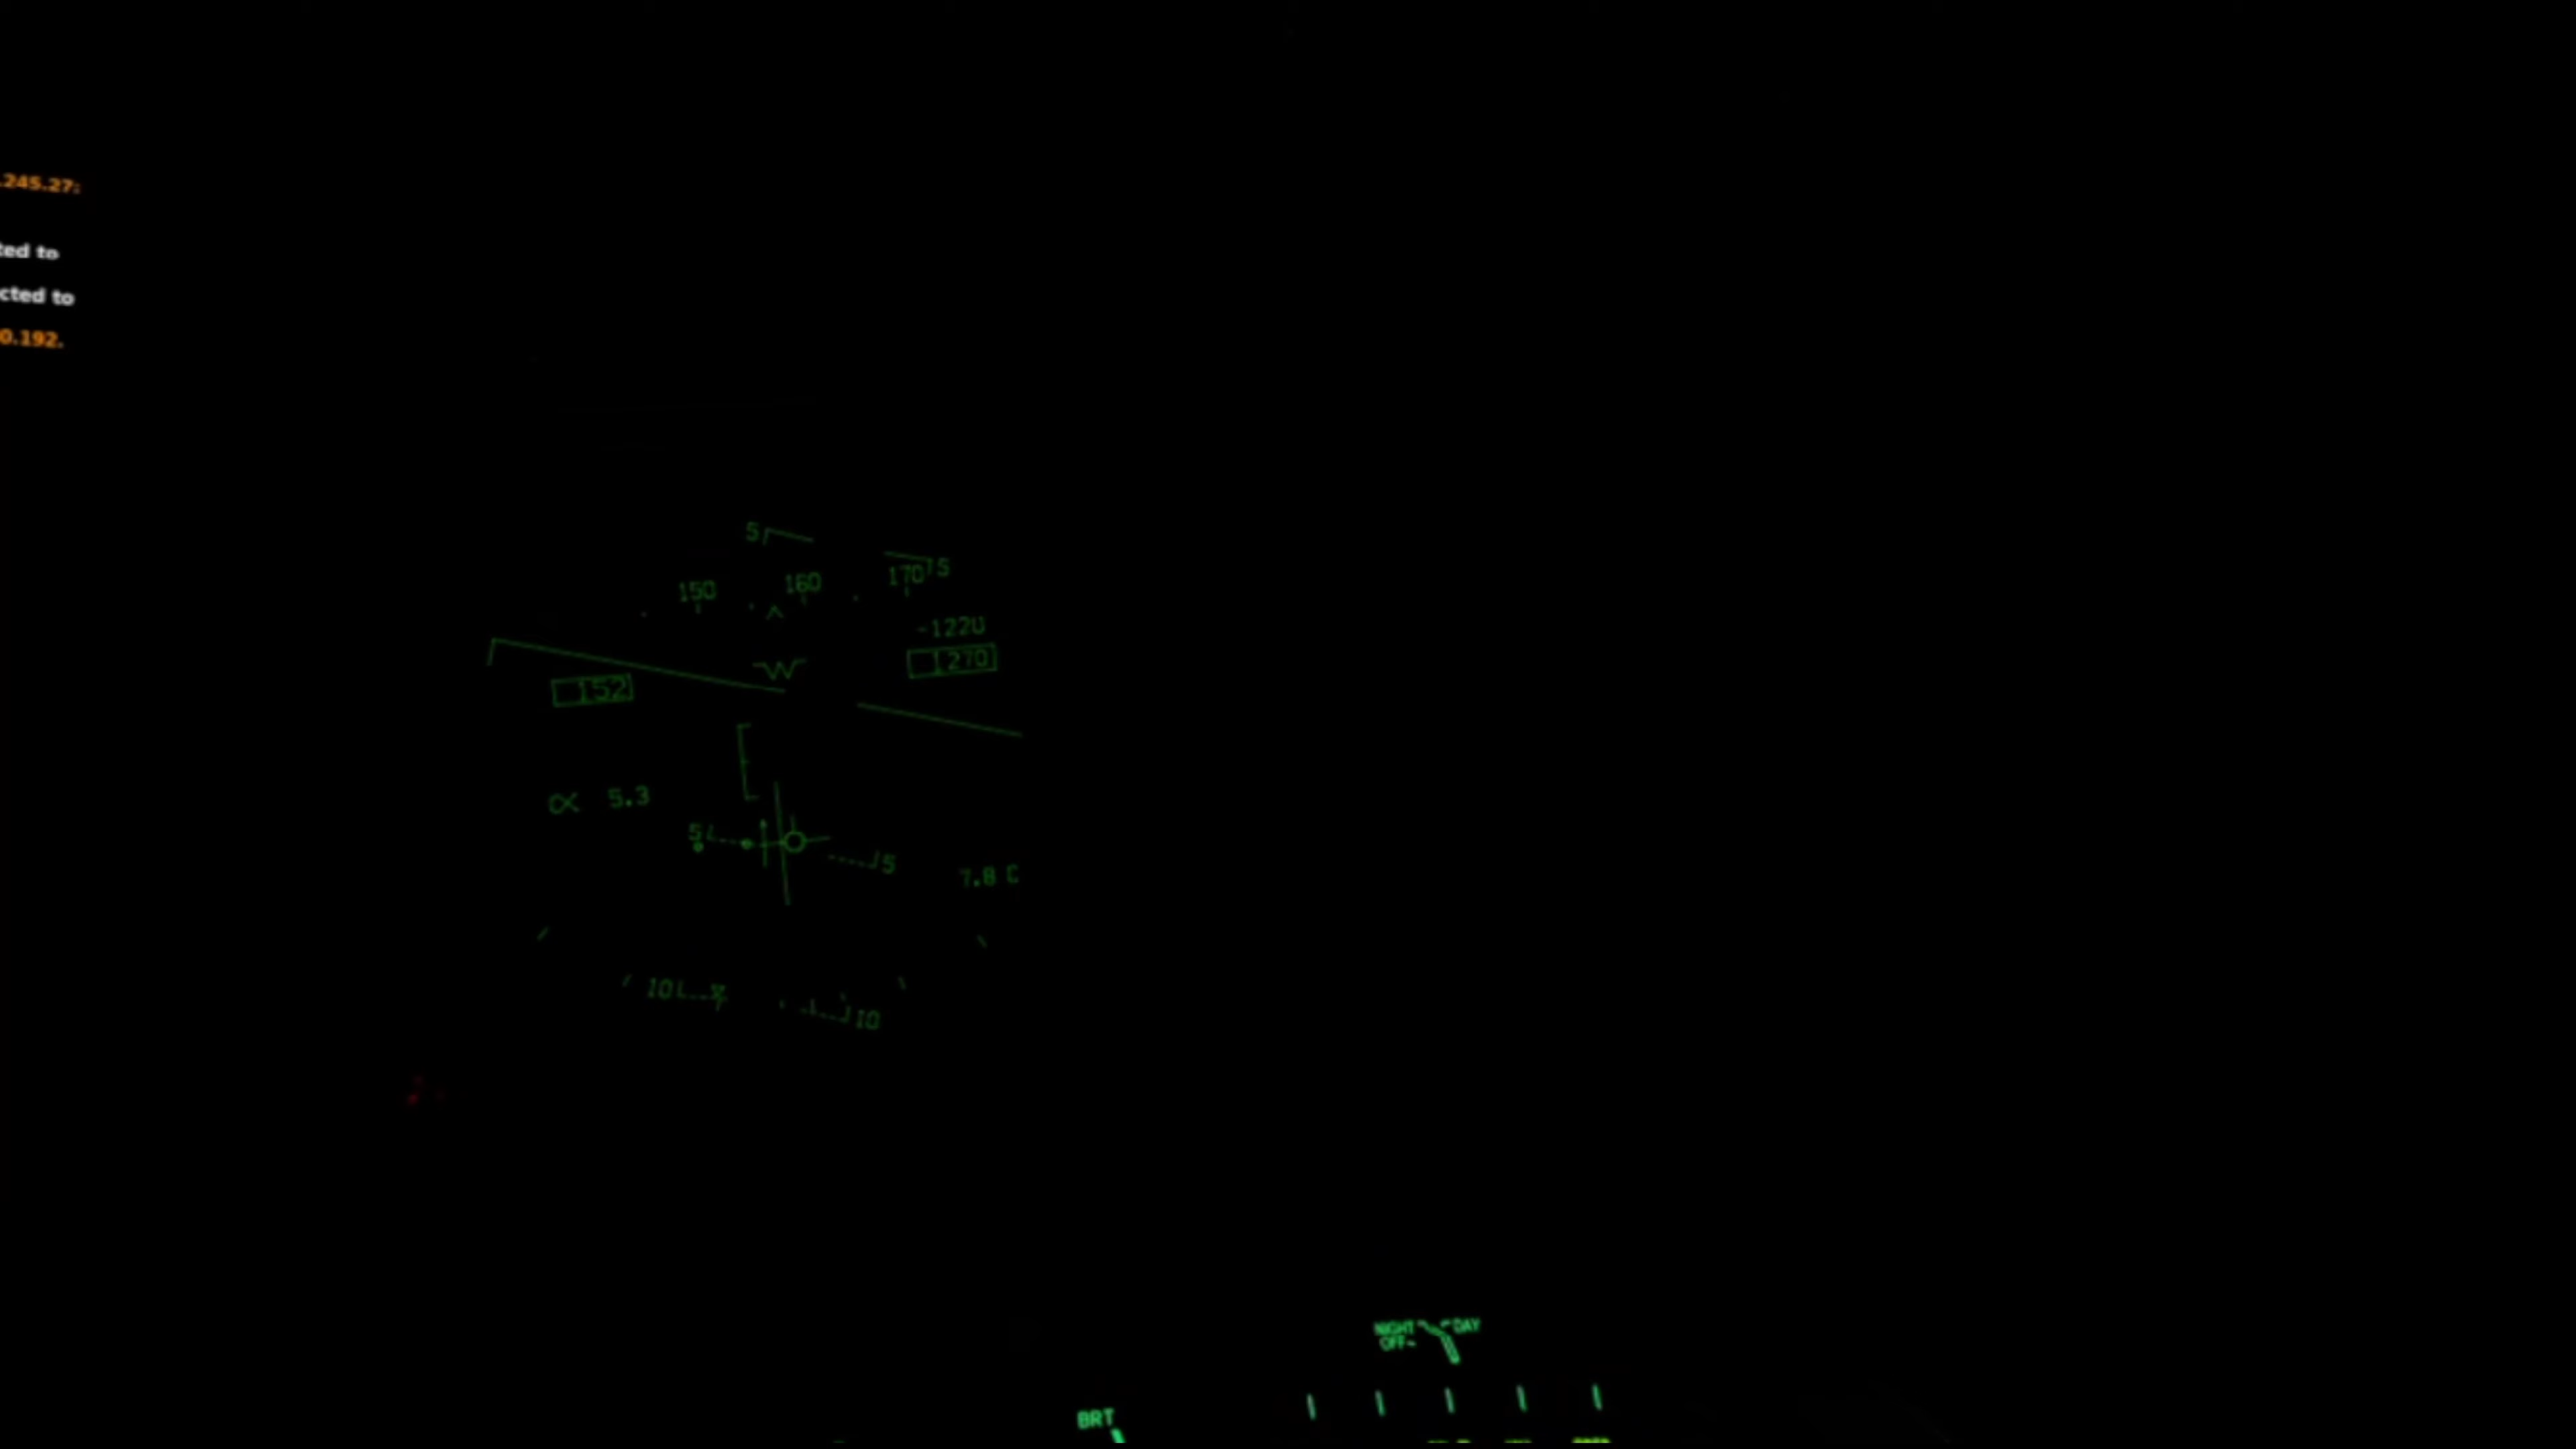 .245.27:
ted to
cted to
0.192.
5
5
150 160 170
-1220
1270
152
α 5.3
5
5
7.8 C
10
10
NIGHT DAY
OFF
BRT